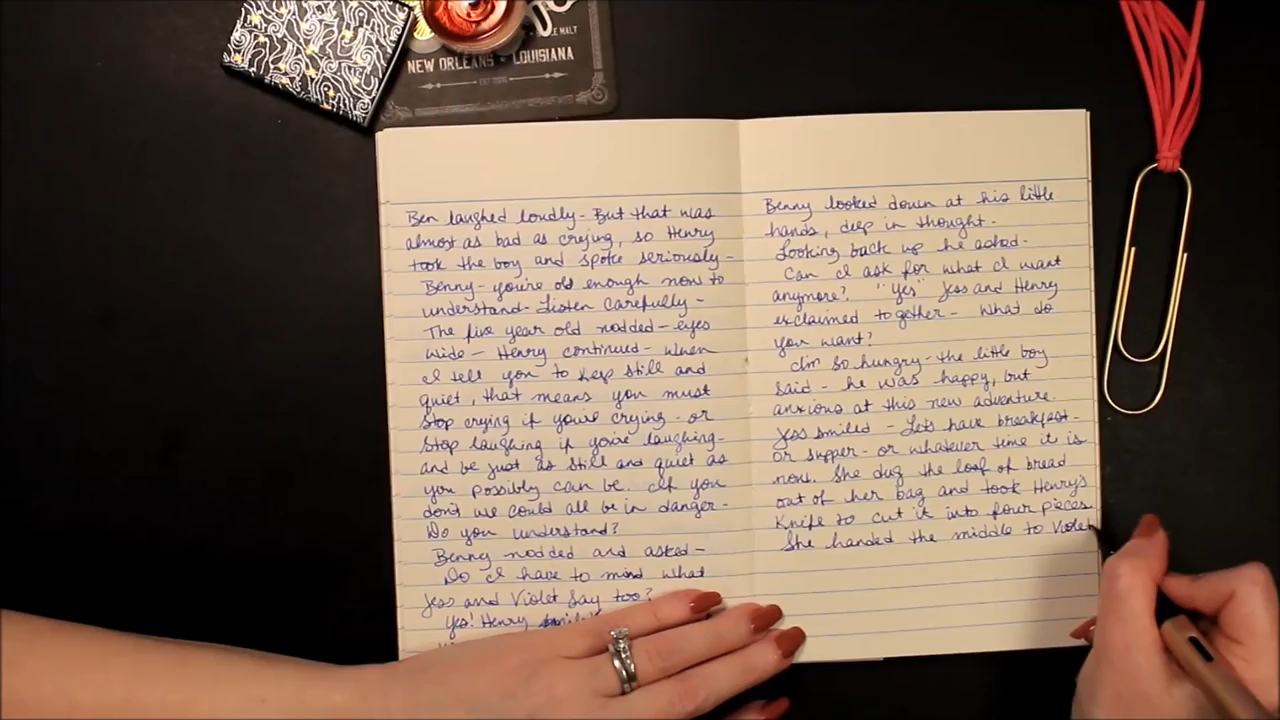 LE MALT
NEW ORLEANS LOUISIANA
Ben laughed loudly - But that was
almost as bad as crying, so Henry
took the boy and spoke seriously -
Benny - you're old enough now to
understand - Listen carefully -
The five year old nodded - eyes
wide - Henry continued - when
I tell you to keep still and
quiet, that means you must
stop crying if you're crying - or
stop laughing if you're laughing -
and be just as still and quiet as
you possibly can be. If you
don't we could all be in danger -
Do you understand?
Benny nodded and asked -
Do I have to mind what
Jess and Violet say too?
Yes! Henry
Benny looked down at his little
hands, deep in thought -
Looking back up he asked -
Can I ask for what I want
anymore? "Yes" Jess and Henry
exclaimed together - What do
you want?
I'm so hungry - the little boy
said - he was happy, but
anxious at this new adventure.
Jess smiled - Lets have breakfast -
or supper - or whatever time it is
now. She dug the loaf of bread
out of her bag and took Henry's
Knife to cut it into four pieces
She handed the middle to Violet